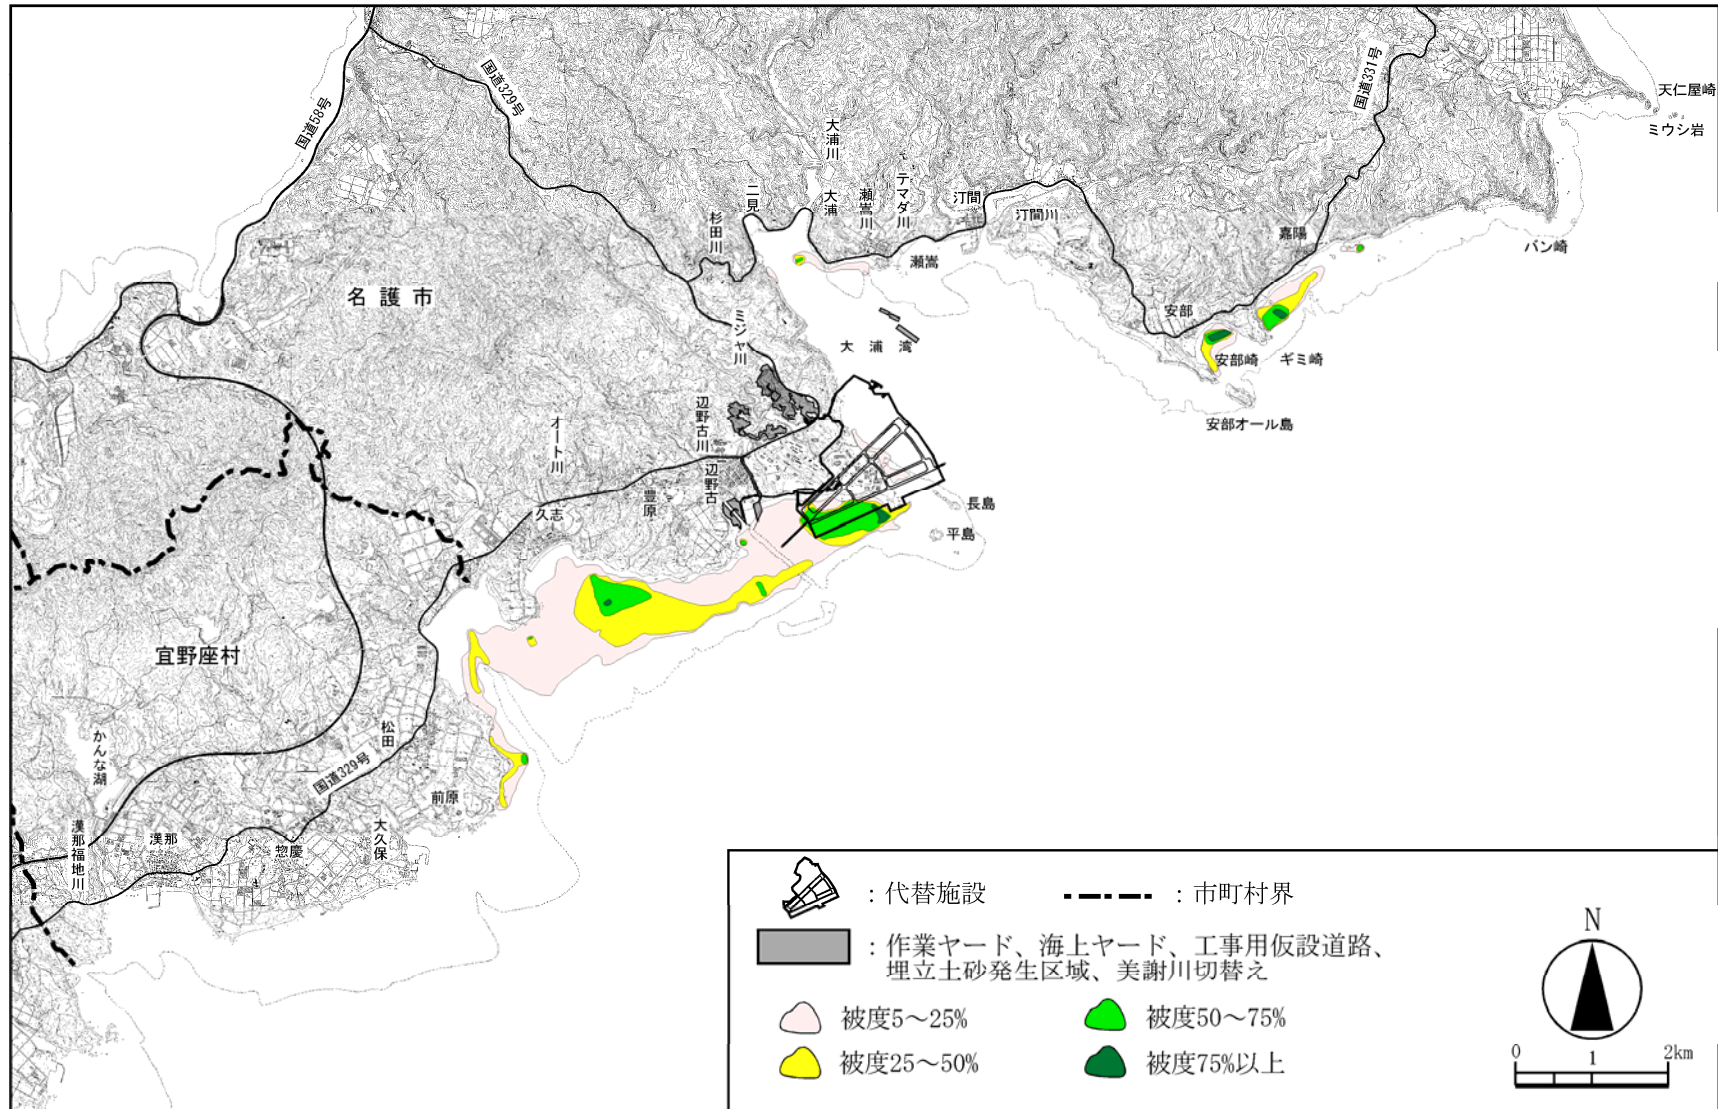 国道58号
国道329号
国道331号
天仁屋崎
ミウシ岩
大浦川
テマダ川
瀬嵩川
大浦
二見
杉田川
汀間
汀間川
嘉陽
バン崎
瀬嵩
名護市
ミジャ川
大浦湾
安部
安部崎
ギミ崎
安部オール島
辺野古川
オート川
辺野古
豊原
久志
長島
平島
宜野座村
かんな湖
松田
国道329号
前原
漢那福地川
漢那
惣慶
大久保
：代替施設
：市町村界
：作業ヤード、海上ヤード、工事用仮設道路、
埋立土砂発生区域、美謝川切替え
被度5～25%
被度50～75%
被度25～50%
被度75%以上
N
0 1 2km